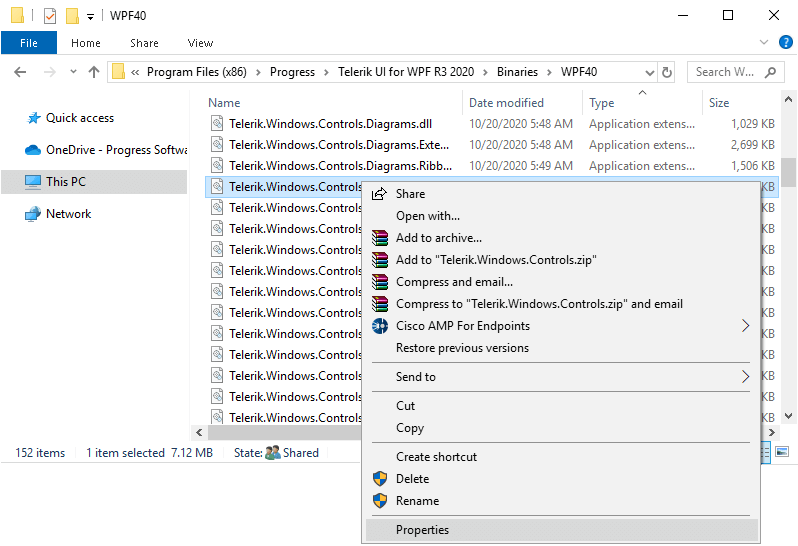 WPF40
File Home Share View
« Program Files (x86) > Progress > Telerik UI for WPF R3 2020 > Binaries > WPF40 Search W...
Name Date modified Type Size
Quick access
OneDrive - Progress Softwa
This PC
Network
Telerik.Windows.Controls.Diagrams.dll 10/20/2020 5:48 AM Application extens... 1,029 KB
Telerik.Windows.Controls.Diagrams.Exte... 10/20/2020 5:48 AM Application extens... 2,699 KB
Telerik.Windows.Controls.Diagrams.Ribb... 10/20/2020 5:49 AM Application extens... 1,506 KB
Telerik.Windows.Controls KB
Telerik.Windows.Controls KB
Telerik.Windows.Controls KB
Telerik.Windows.Controls KB
Telerik.Windows.Controls KB
Telerik.Windows.Controls KB
Telerik.Windows.Controls KB
Telerik.Windows.Controls KB
Telerik.Windows.Controls KB
Telerik.Windows.Controls KB
Telerik.Windows.Controls KB
Telerik.Windows.Controls KB
Share
Open with...
Add to archive...
Add to "Telerik.Windows.Controls.zip"
Compress and email...
Compress to "Telerik.Windows.Controls.zip" and email
Cisco AMP For Endpoints
Restore previous versions
Send to
Cut
Copy
Create shortcut
Delete
Rename
Properties
152 items 1 item selected 7.12 MB State: Shared